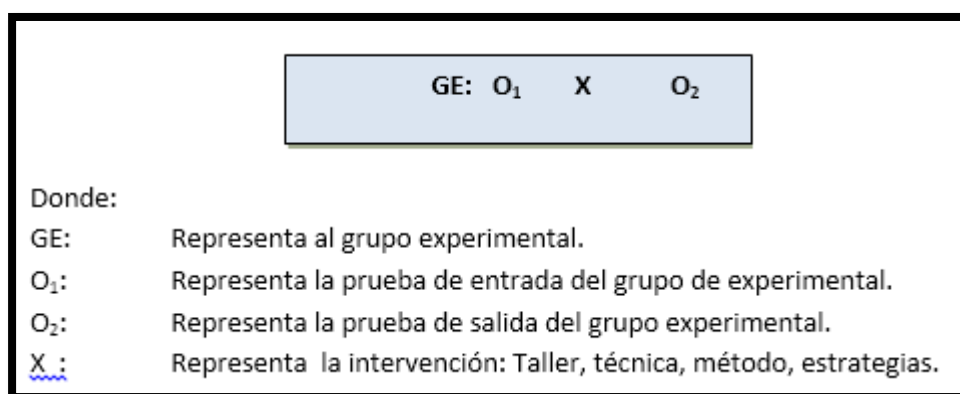 GE: O₁ X O₂
Donde:
GE: Representa al grupo experimental.
O₁: Representa la prueba de entrada del grupo de experimental.
O₂: Representa la prueba de salida del grupo experimental.
X : Representa la intervención: Taller, técnica, método, estrategias.